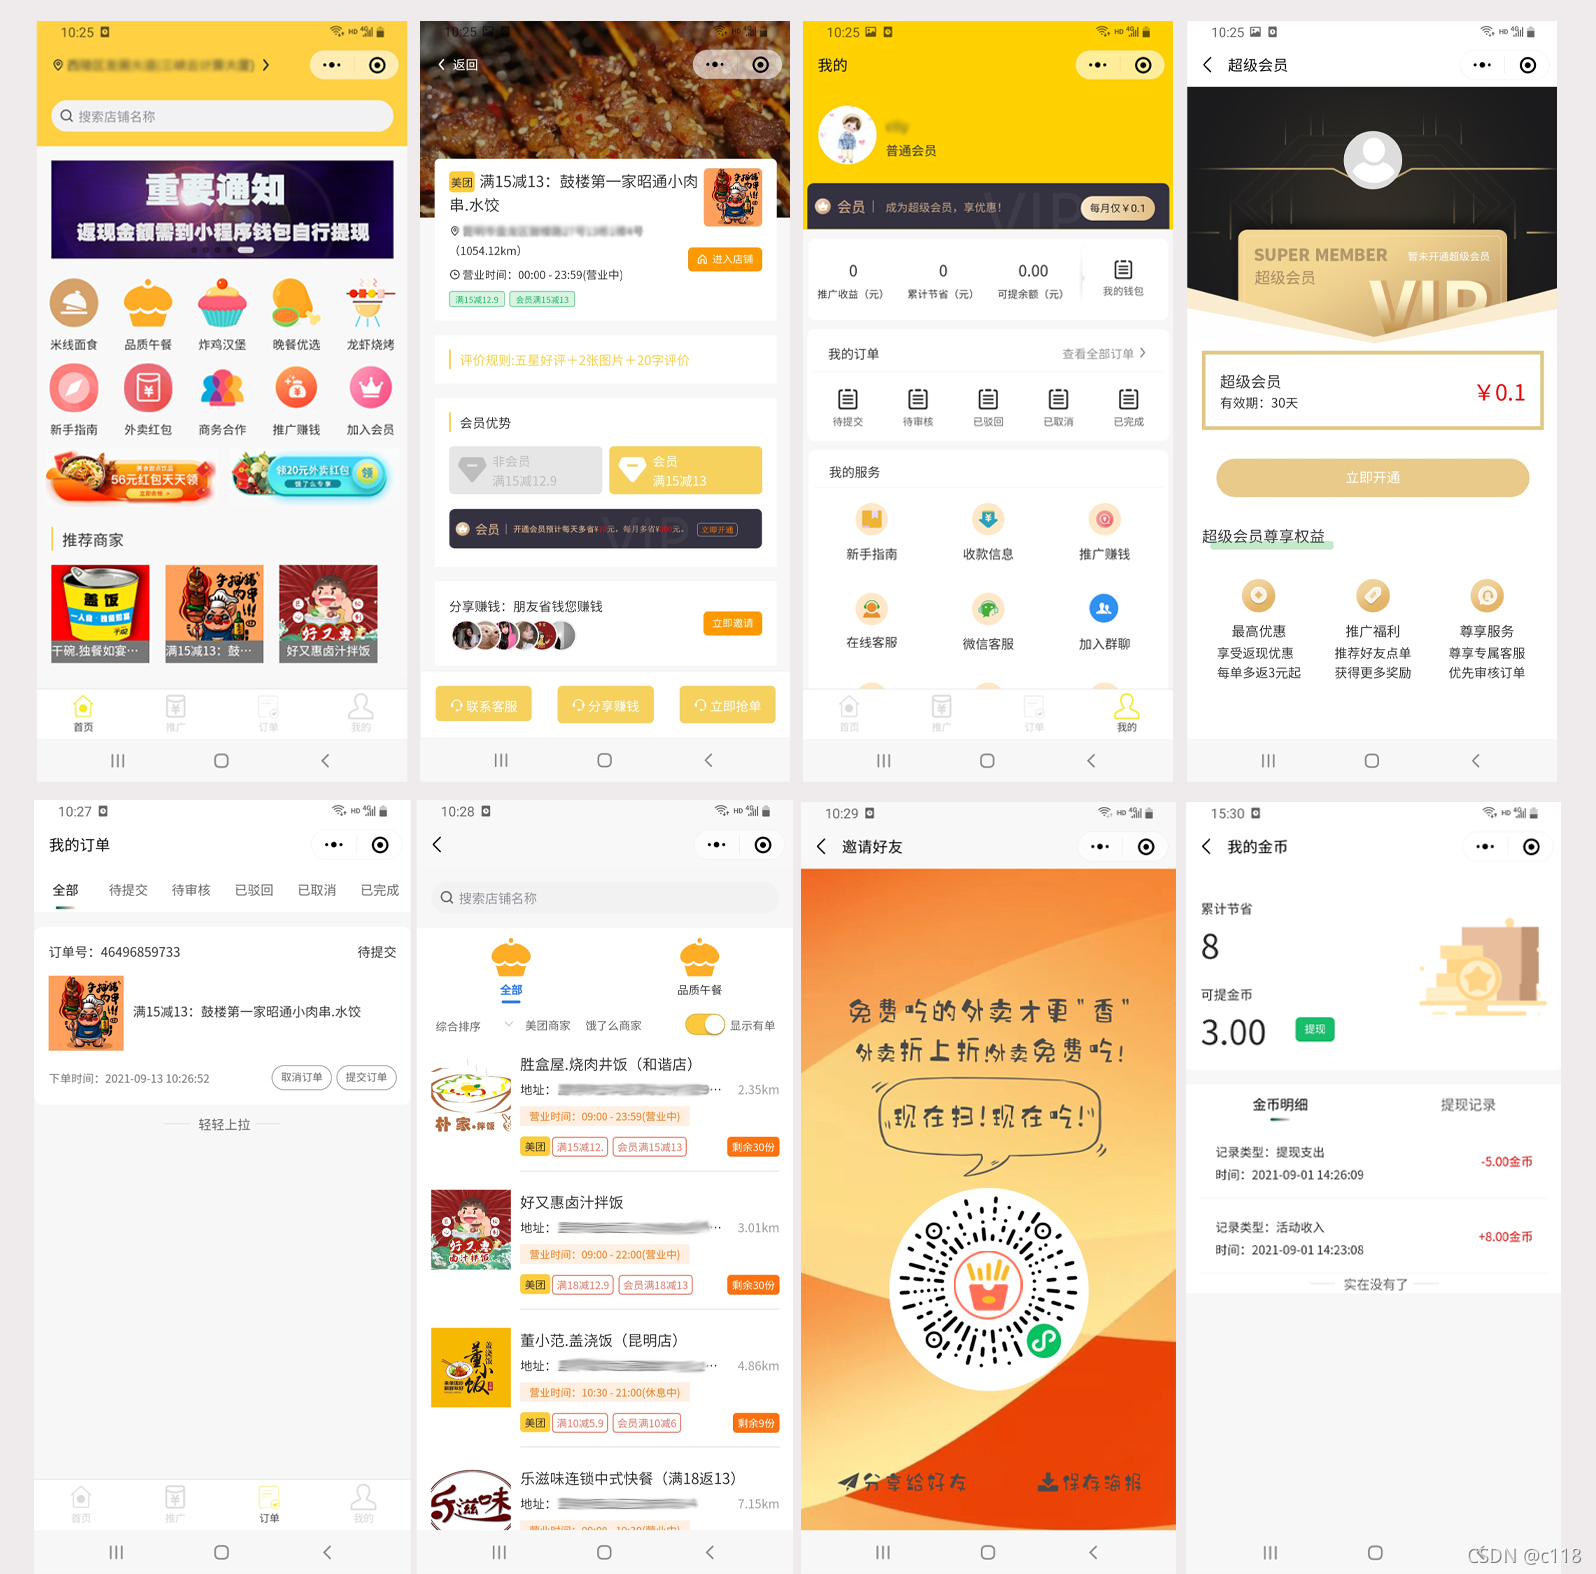 10:25
搜索店铺名称
重要通知
返现金额需到小程序钱包自行提现
米线面食 品质午餐 炸鸡汉堡 晚餐优选 龙虾烧烤
新手指南 外卖红包 商务合作 推广赚钱 加入会员
56元红包天天领
领20元外卖红包
饿了么专享
领
推荐商家
盖饭
干碗.独餐如宴…
满15减13：鼓…
好又惠卤汁拌饭
首页 推广 订单 我的
10:25
返回
美团 满15减13：鼓楼第一家昭通小肉
串.水饺
（1054.12km）
进入店铺
营业时间：00:00 - 23:59(营业中)
满15减12.9 会员满15减13
评价规则:五星好评＋2张图片＋20字评价
会员优势
非会员
满15减12.9
会员
满15减13
会员 开通会员预计每天多省¥ 元，每月多省¥ 元。 立即开通
分享赚钱：朋友省钱您赚钱
立即邀请
联系客服 分享赚钱 立即抢单
10:25
我的
普通会员
会员 成为超级会员，享优惠！ 每月仅￥0.1
0 0 0.00
推广收益（元） 累计节省（元） 可提余额（元） 我的钱包
我的订单 查看全部订单
待提交 待审核 已驳回 已取消 已完成
我的服务
新手指南 收款信息 推广赚钱
在线客服 微信客服 加入群聊
首页 推广 订单 我的
10:25
超级会员
SUPER MEMBER 暂未开通超级会员
超级会员
VIP
超级会员
有效期：30天
￥0.1
立即开通
超级会员尊享权益
最高优惠 推广福利 尊享服务
享受返现优惠 推荐好友点单 尊享专属客服
每单多返3元起 获得更多奖励 优先审核订单
10:27
我的订单
全部 待提交 待审核 已驳回 已取消 已完成
订单号：46496859733 待提交
满15减13：鼓楼第一家昭通小肉串.水饺
下单时间：2021-09-13 10:26:52 取消订单 提交订单
轻轻上拉
首页 推广 订单 我的
10:28
搜索店铺名称
全部 品质午餐
综合排序 美团商家 饿了么商家 显示有单
胜盒屋.烧肉井饭（和谐店）
地址： … 2.35km
营业时间：09:00 - 23:59(营业中)
美团 满15减12. 会员满15减13 剩余30份
朴家•拌饭
好又惠卤汁拌饭
地址： … 3.01km
营业时间：09:00 - 22:00(营业中)
美团 满18减12.9 会员满18减13 剩余30份
董小范.盖浇饭（昆明店）
地址： … 4.86km
营业时间：10:30 - 21:00(休息中)
美团 满10减5.9 会员满10减6 剩余9份
乐滋味连锁中式快餐（满18返13）
地址： 7.15km
乐滋味
10:29
邀请好友
免费吃的外卖才更"香"
外卖折上折!外卖免费吃!
现在扫!现在吃!
分享给好友 保存海报
15:30
我的金币
累计节省
8
可提金币
3.00 提现
金币明细 提现记录
记录类型：提现支出
时间：2021-09-01 14:26:09
-5.00金币
记录类型：活动收入
时间：2021-09-01 14:23:08
+8.00金币
实在没有了
CSDN @c118